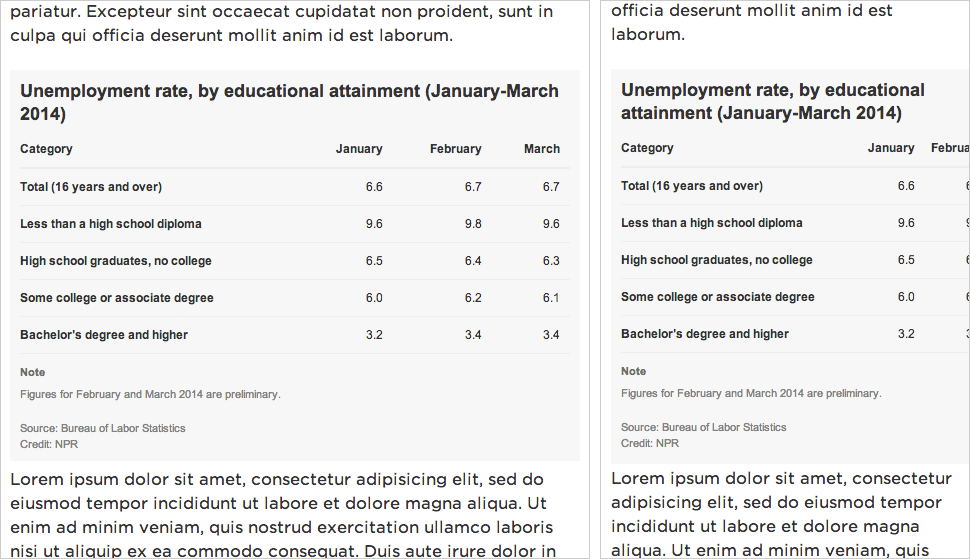 pariatur. Excepteur sint occaecat cupidatat non proident, sunt in
culpa qui officia deserunt mollit anim id est laborum.
Unemployment rate, by educational attainment (January-March
2014)
Category January February March
Total (16 years and over) 6.6 6.7 6.7
Less than a high school diploma 9.6 9.8 9.6
High school graduates, no college 6.5 6.4 6.3
Some college or associate degree 6.0 6.2 6.1
Bachelor's degree and higher 3.2 3.4 3.4
Note
Figures for February and March 2014 are preliminary.
Source: Bureau of Labor Statistics
Credit: NPR
Lorem ipsum dolor sit amet, consectetur adipisicing elit, sed do
eiusmod tempor incididunt ut labore et dolore magna aliqua. Ut
enim ad minim veniam, quis nostrud exercitation ullamco laboris
nisi ut aliquip ex ea commodo consequat. Duis aute irure dolor in
officia deserunt mollit anim id est
laborum.
Unemployment rate, by educational
attainment (January-March 2014)
Category January Februa
Total (16 years and over) 6.6 6
Less than a high school diploma 9.6 9
High school graduates, no college 6.5 6
Some college or associate degree 6.0 6
Bachelor's degree and higher 3.2 3
Note
Figures for February and March 2014 are preliminary.
Source: Bureau of Labor Statistics
Credit: NPR
Lorem ipsum dolor sit amet, consectetur
adipisicing elit, sed do eiusmod tempor
incididunt ut labore et dolore magna
aliqua. Ut enim ad minim veniam, quis